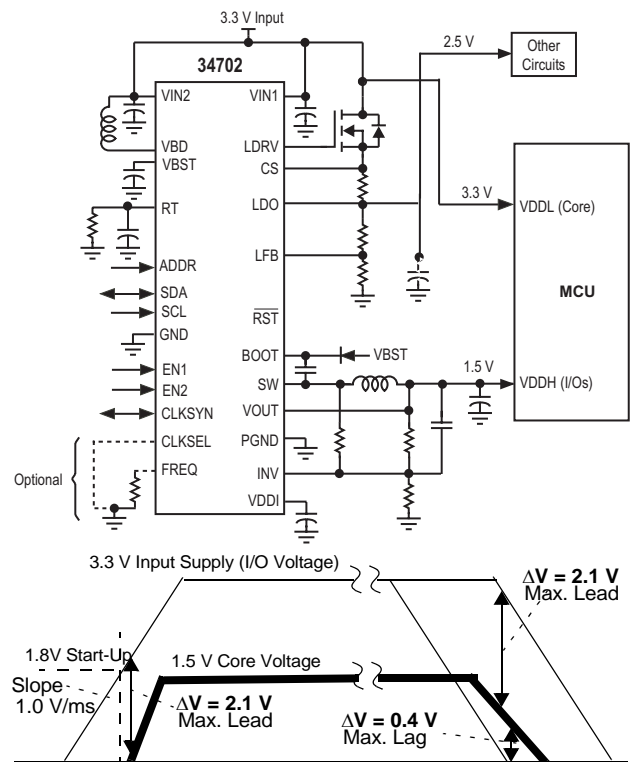 3.3 V Input
34702
2.5 V
Other
Circuits
VIN2
VIN1
VBD
LDRV
VBST
CS
3.3 V
VDDL (Core)
RT
LDO
ADDR
LFB
MCU
SDA
SCL
RST
GND
BOOT
VBST
1.5 V
EN1
SW
VDDH (I/Os)
EN2
VOUT
CLKSYN
CLKSEL
PGND
Optional
FREQ
INV
VDDI
3.3 V Input Supply (I/O Voltage)
ΔV = 2.1 V
Max. Lead
1.8V Start-Up
1.5 V Core Voltage
Slope
1.0 V/ms
ΔV = 2.1 V
Max. Lead
ΔV = 0.4 V
Max. Lag